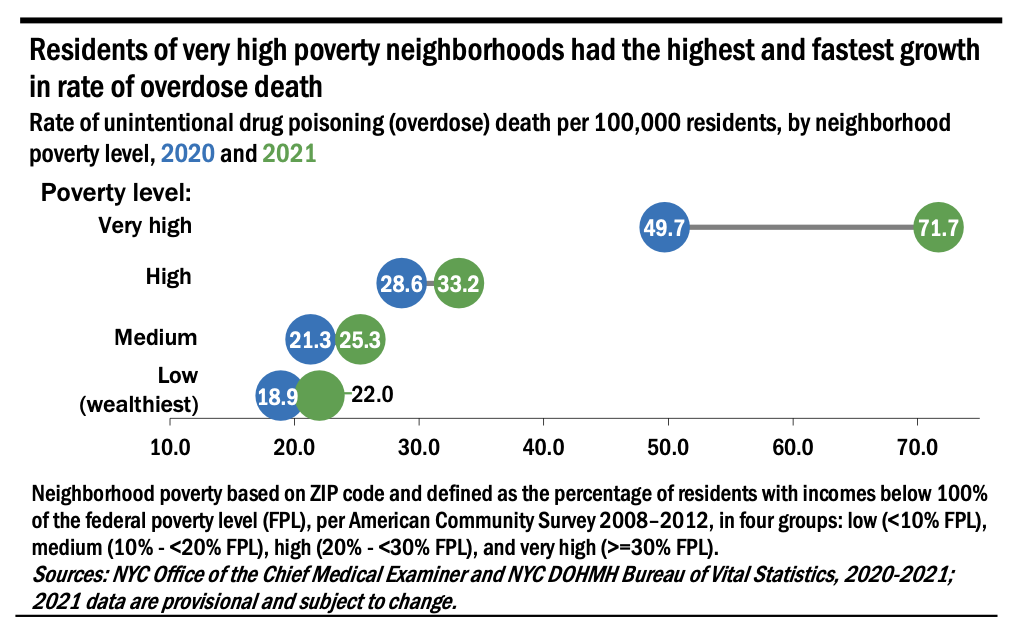 Residents of very high poverty neighborhoods had the highest and fastest growth
in rate of overdose death
Rate of unintentional drug poisoning (overdose) death per 100,000 residents, by neighborhood
poverty level, 2020 and 2021
Poverty level:
Very high
49.7
71.7
High
28.6
33.2
Medium
21.3
25.3
Low
(wealthiest)
18.9
22.0
10.0 20.0 30.0 40.0 50.0 60.0 70.0
Neighborhood poverty based on ZIP code and defined as the percentage of residents with incomes below 100%
of the federal poverty level (FPL), per American Community Survey 2008–2012, in four groups: low (<10% FPL),
medium (10% - <20% FPL), high (20% - <30% FPL), and very high (>=30% FPL).
Sources: NYC Office of the Chief Medical Examiner and NYC DOHMH Bureau of Vital Statistics, 2020-2021;
2021 data are provisional and subject to change.